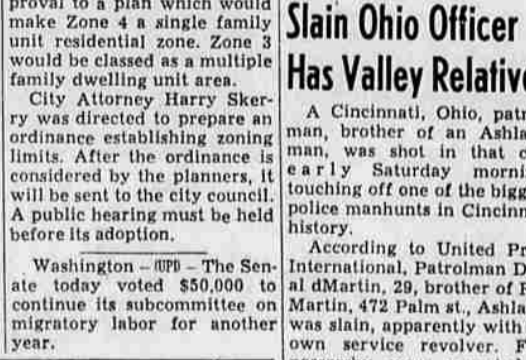 proval to a plan which would
make Zone 4 a single family
unit residential zone. Zone 3
would be classed as a multiple
family dwelling unit area.
City Attorney Harry Sker-
ry was directed to prepare an
ordinance establishing zoning
limits. After the ordinance is
considered by the planners, it
will be sent to the city council.
A public hearing must be held
before its adoption.
Washington – (UPI) – The Sen-
ate today voted $50,000 to
continue its subcommittee on
migratory labor for another
year.
Slain Ohio Officer
Has Valley Relative
A Cincinnati, Ohio, patr
man, brother of an Ashla
man, was shot in that c
early Saturday morni
touching off one of the bigg
police manhunts in Cincinn
history.
According to United Pr
International, Patrolman D
al dMartin, 29, brother of
Martin, 472 Palm st., Ashla
was slain, apparently with
own service revolver.